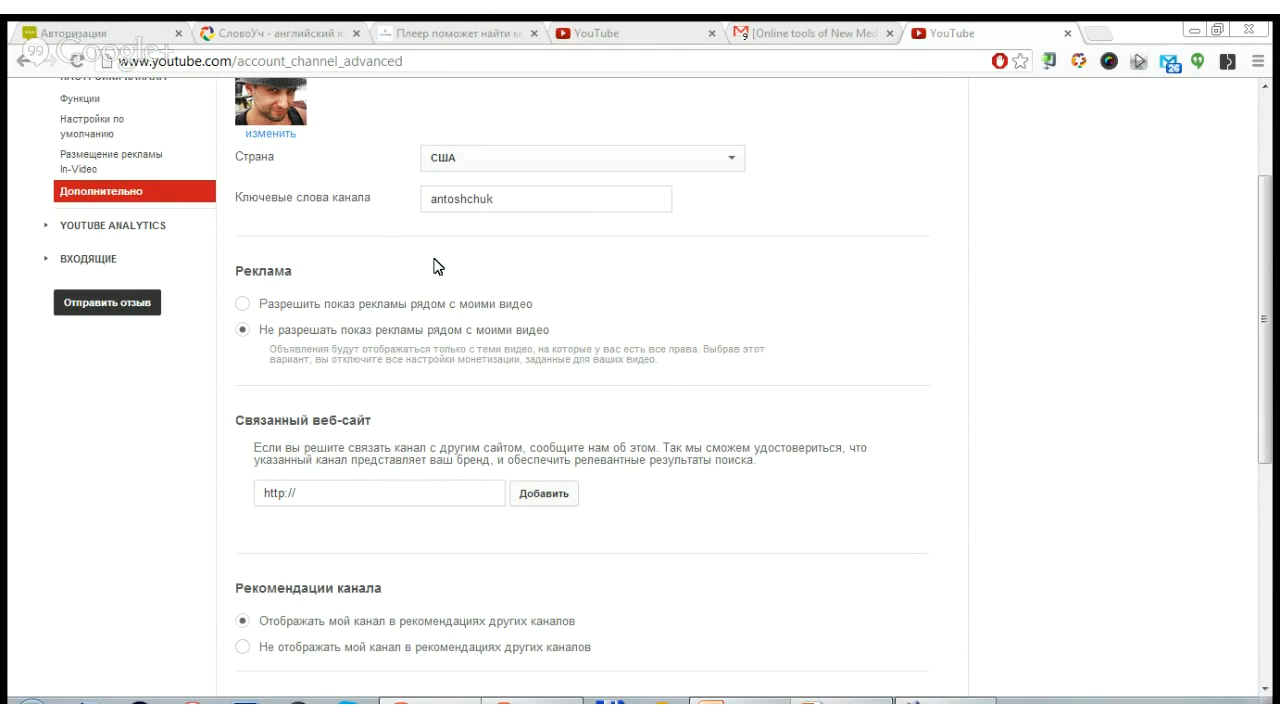 Авторизация
СловоУч - английский я
Плеер поможет найти м
YouTube
[Online tools of New Med
YouTube
99 Google+
www.youtube.com/account_channel_advanced
26
НАСТРОЙКИ КАНАЛА
Функции
Настройки по
умолчанию
Размещение рекламы
In-Video
Дополнительно
YOUTUBE ANALYTICS
ВХОДЯЩИЕ
Отправить отзыв
изменить
Страна
США
Ключевые слова канала
antoshchuk
Реклама
Разрешить показ рекламы рядом с моими видео
Не разрешать показ рекламы рядом с моими видео
Объявления будут отображаться только с теми видео, на которые у вас есть все права. Выбрав этот
вариант, вы отключите все настройки монетизации, заданные для ваших видео.
Связанный веб-сайт
Если вы решите связать канал с другим сайтом, сообщите нам об этом. Так мы сможем удостовериться, что
указанный канал представляет ваш бренд, и обеспечить релевантные результаты поиска.
http://
Добавить
Рекомендации канала
Отображать мой канал в рекомендациях других каналов
Не отображать мой канал в рекомендациях других каналов